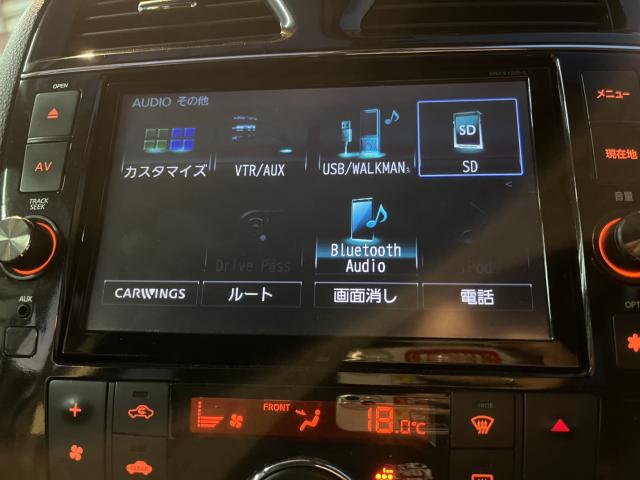 OPEN
AV
TRACK
SEEK
AUX
AUDIO その他
カスタマイズ
VTR/AUX
USB/WALKMAN
SD
SD
Drive Pass
Bluetooth
Audio
iPod
CARWINGS
ルート
画面消し
電話
メニュー
現在地
音量
FRONT
18.0℃